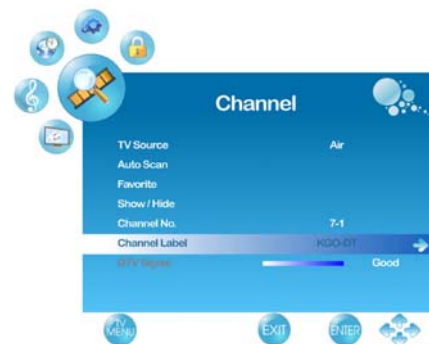 Channel
TV Source Air
Auto Scan
Favorite
Show / Hide
Channel No. 7-1
Channel Label KGO-DT
DTV Signal Good
TV MENU EXIT ENTER